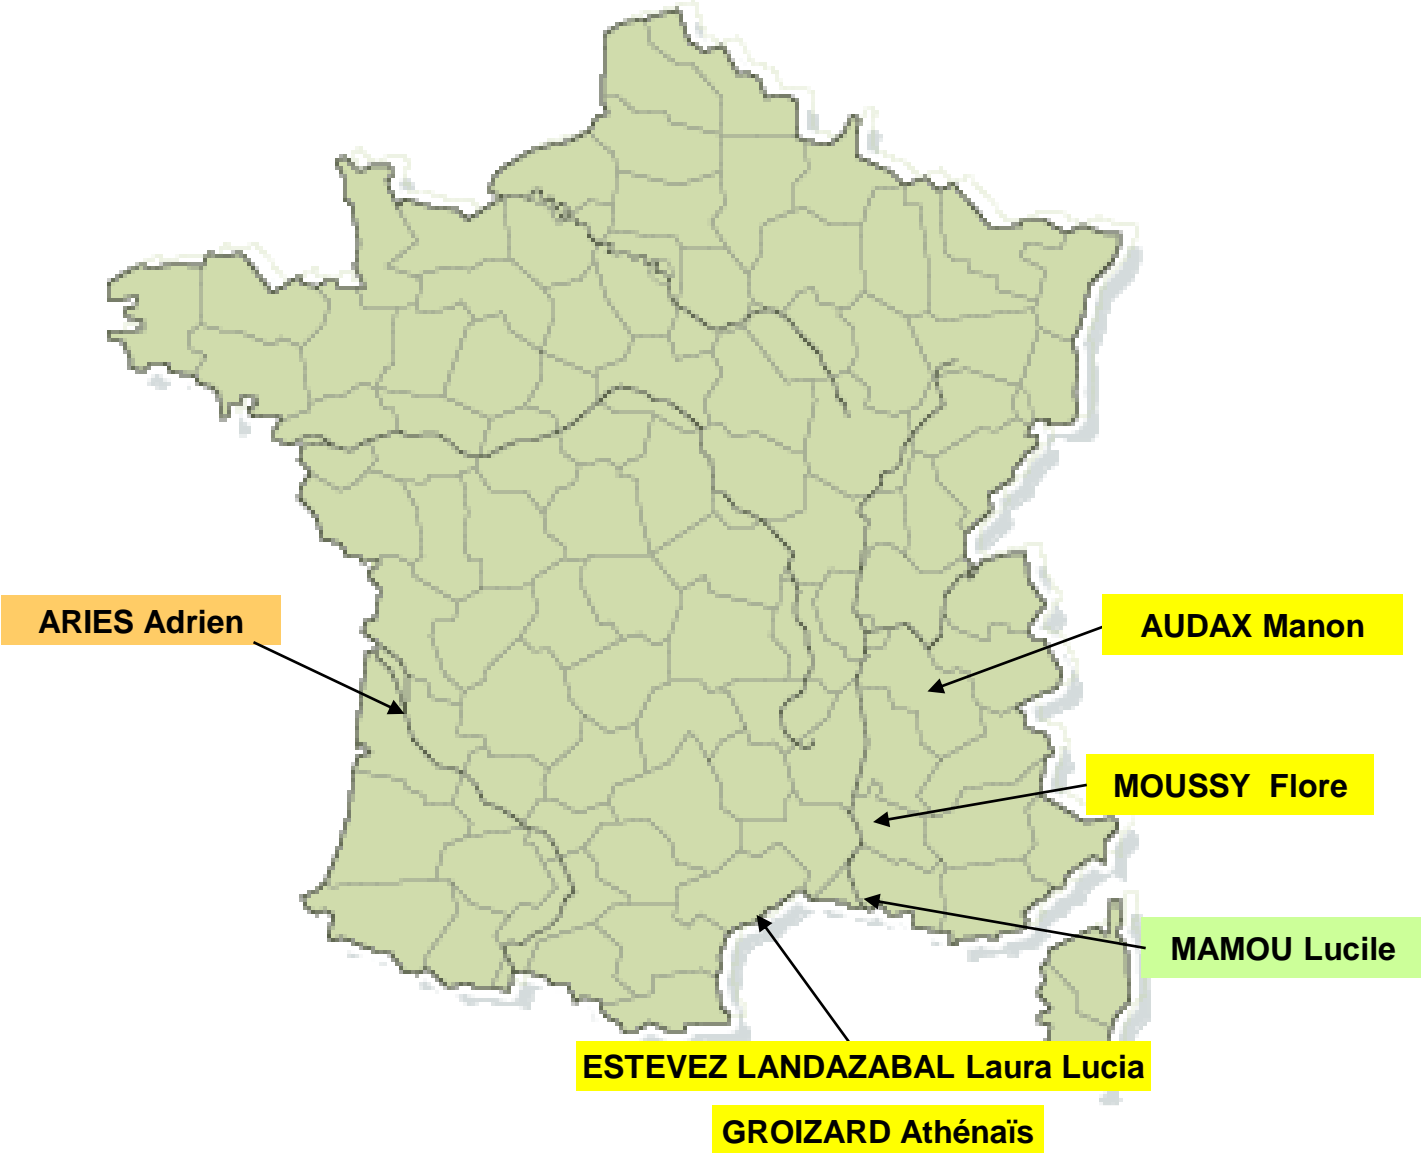 ARIES Adrien
AUDAX Manon
MOUSSY  Flore
MAMOU Lucile
ESTEVEZ LANDAZABAL Laura Lucia
GROIZARD Athénaïs